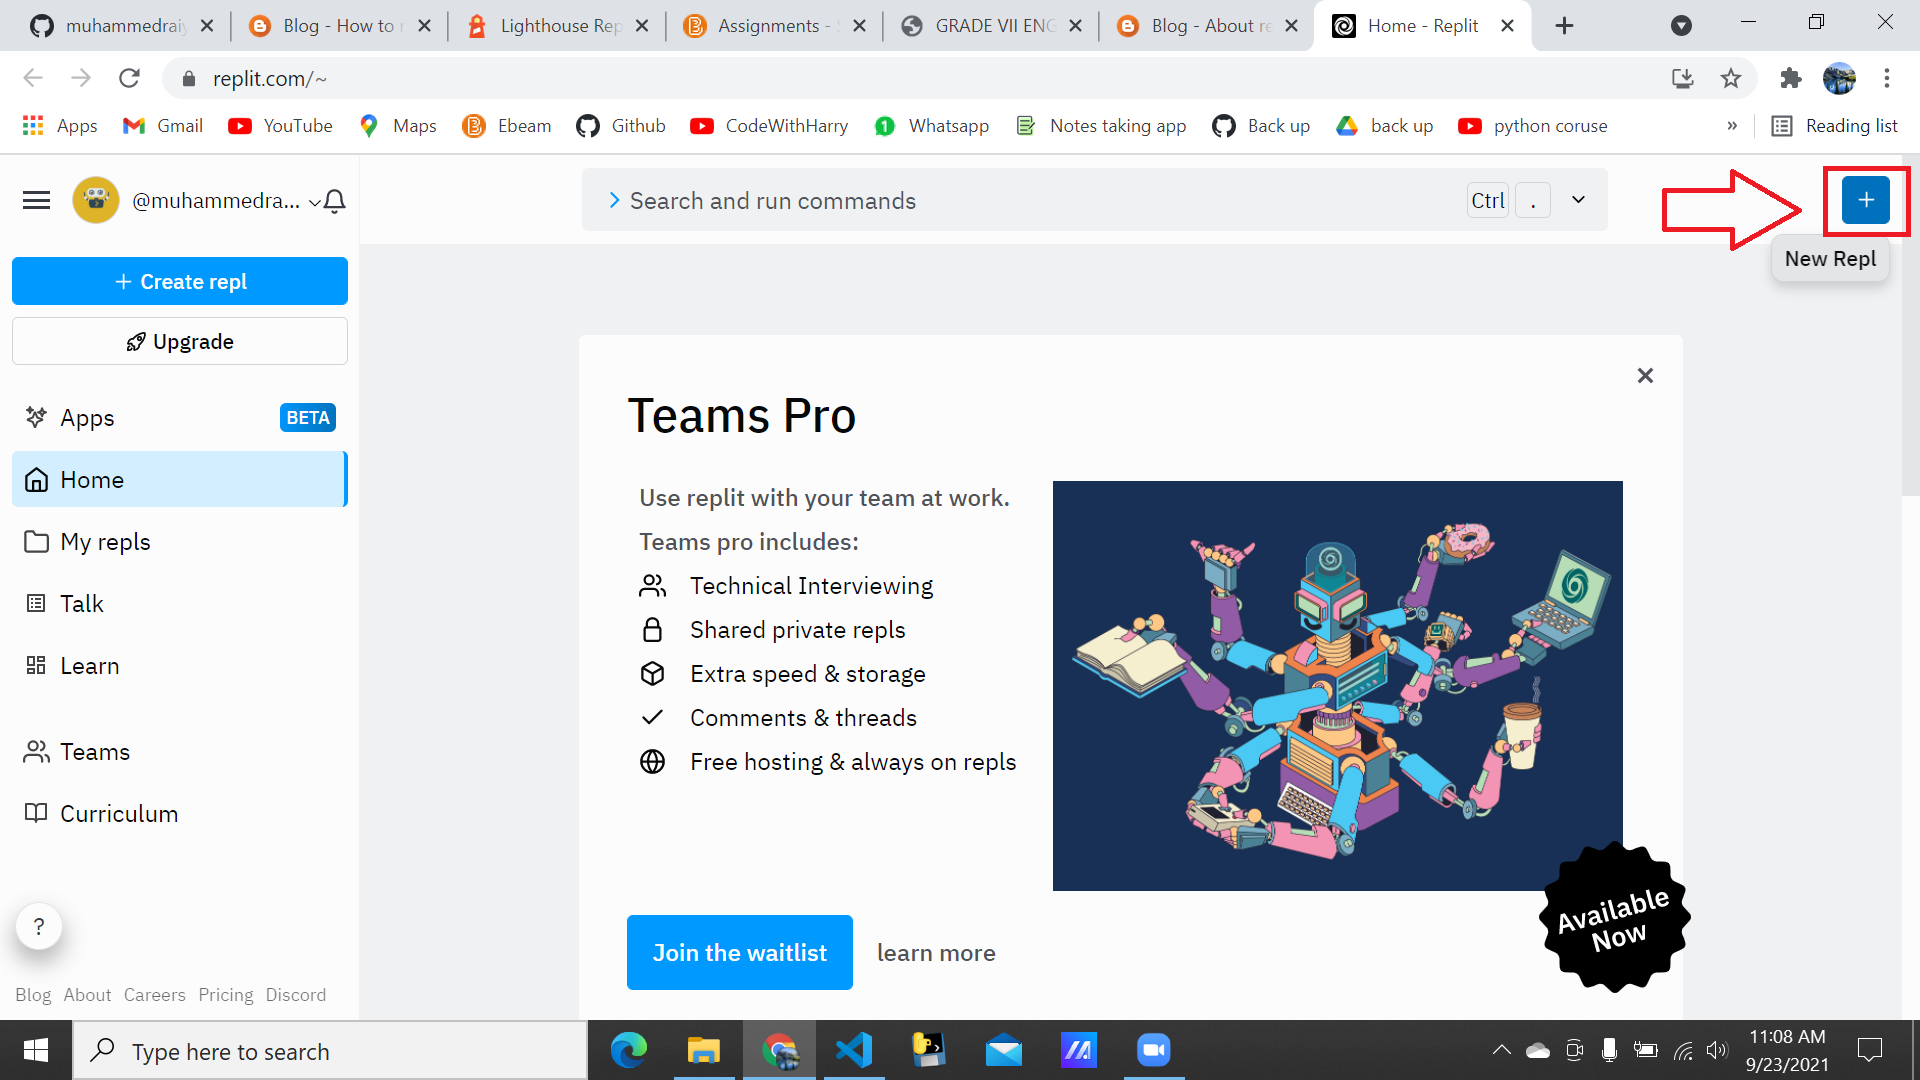 muhammedraiy
Blog - How to r
Lighthouse Rep
Assignments - S
GRADE VII ENG
Blog - About re
Home - Replit
replit.com/~
Apps
Gmail
YouTube
Maps
Ebeam
Github
CodeWithHarry
Whatsapp
Notes taking app
Back up
back up
python coruse
»
Reading list
@muhammedra...
Search and run commands
Ctrl .
New Repl
+ Create repl
Upgrade
Apps BETA
Home
My repls
Talk
Learn
Teams
Curriculum
?
Blog About Careers Pricing Discord
Teams Pro
Use replit with your team at work.
Teams pro includes:
Technical Interviewing
Shared private repls
Extra speed & storage
Comments & threads
Free hosting & always on repls
Available
Now
Join the waitlist
learn more
Type here to search
11:08 AM
9/23/2021